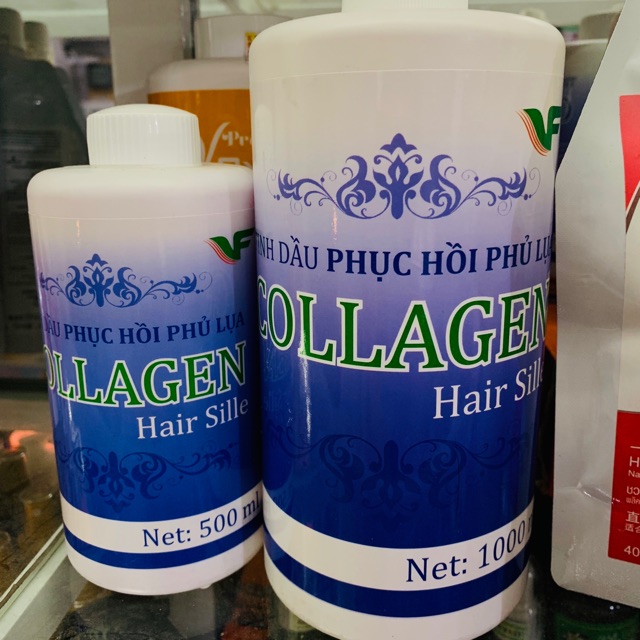 VF
DẦU PHỤC HỒI PHỦ LỤA
OLLAGEN
Hair Sille
Net: 500 ml
VF
INH DẦU PHỤC HỒI PHỦ LỤA
COLLAGEN
Hair Sille
Net: 1000 m